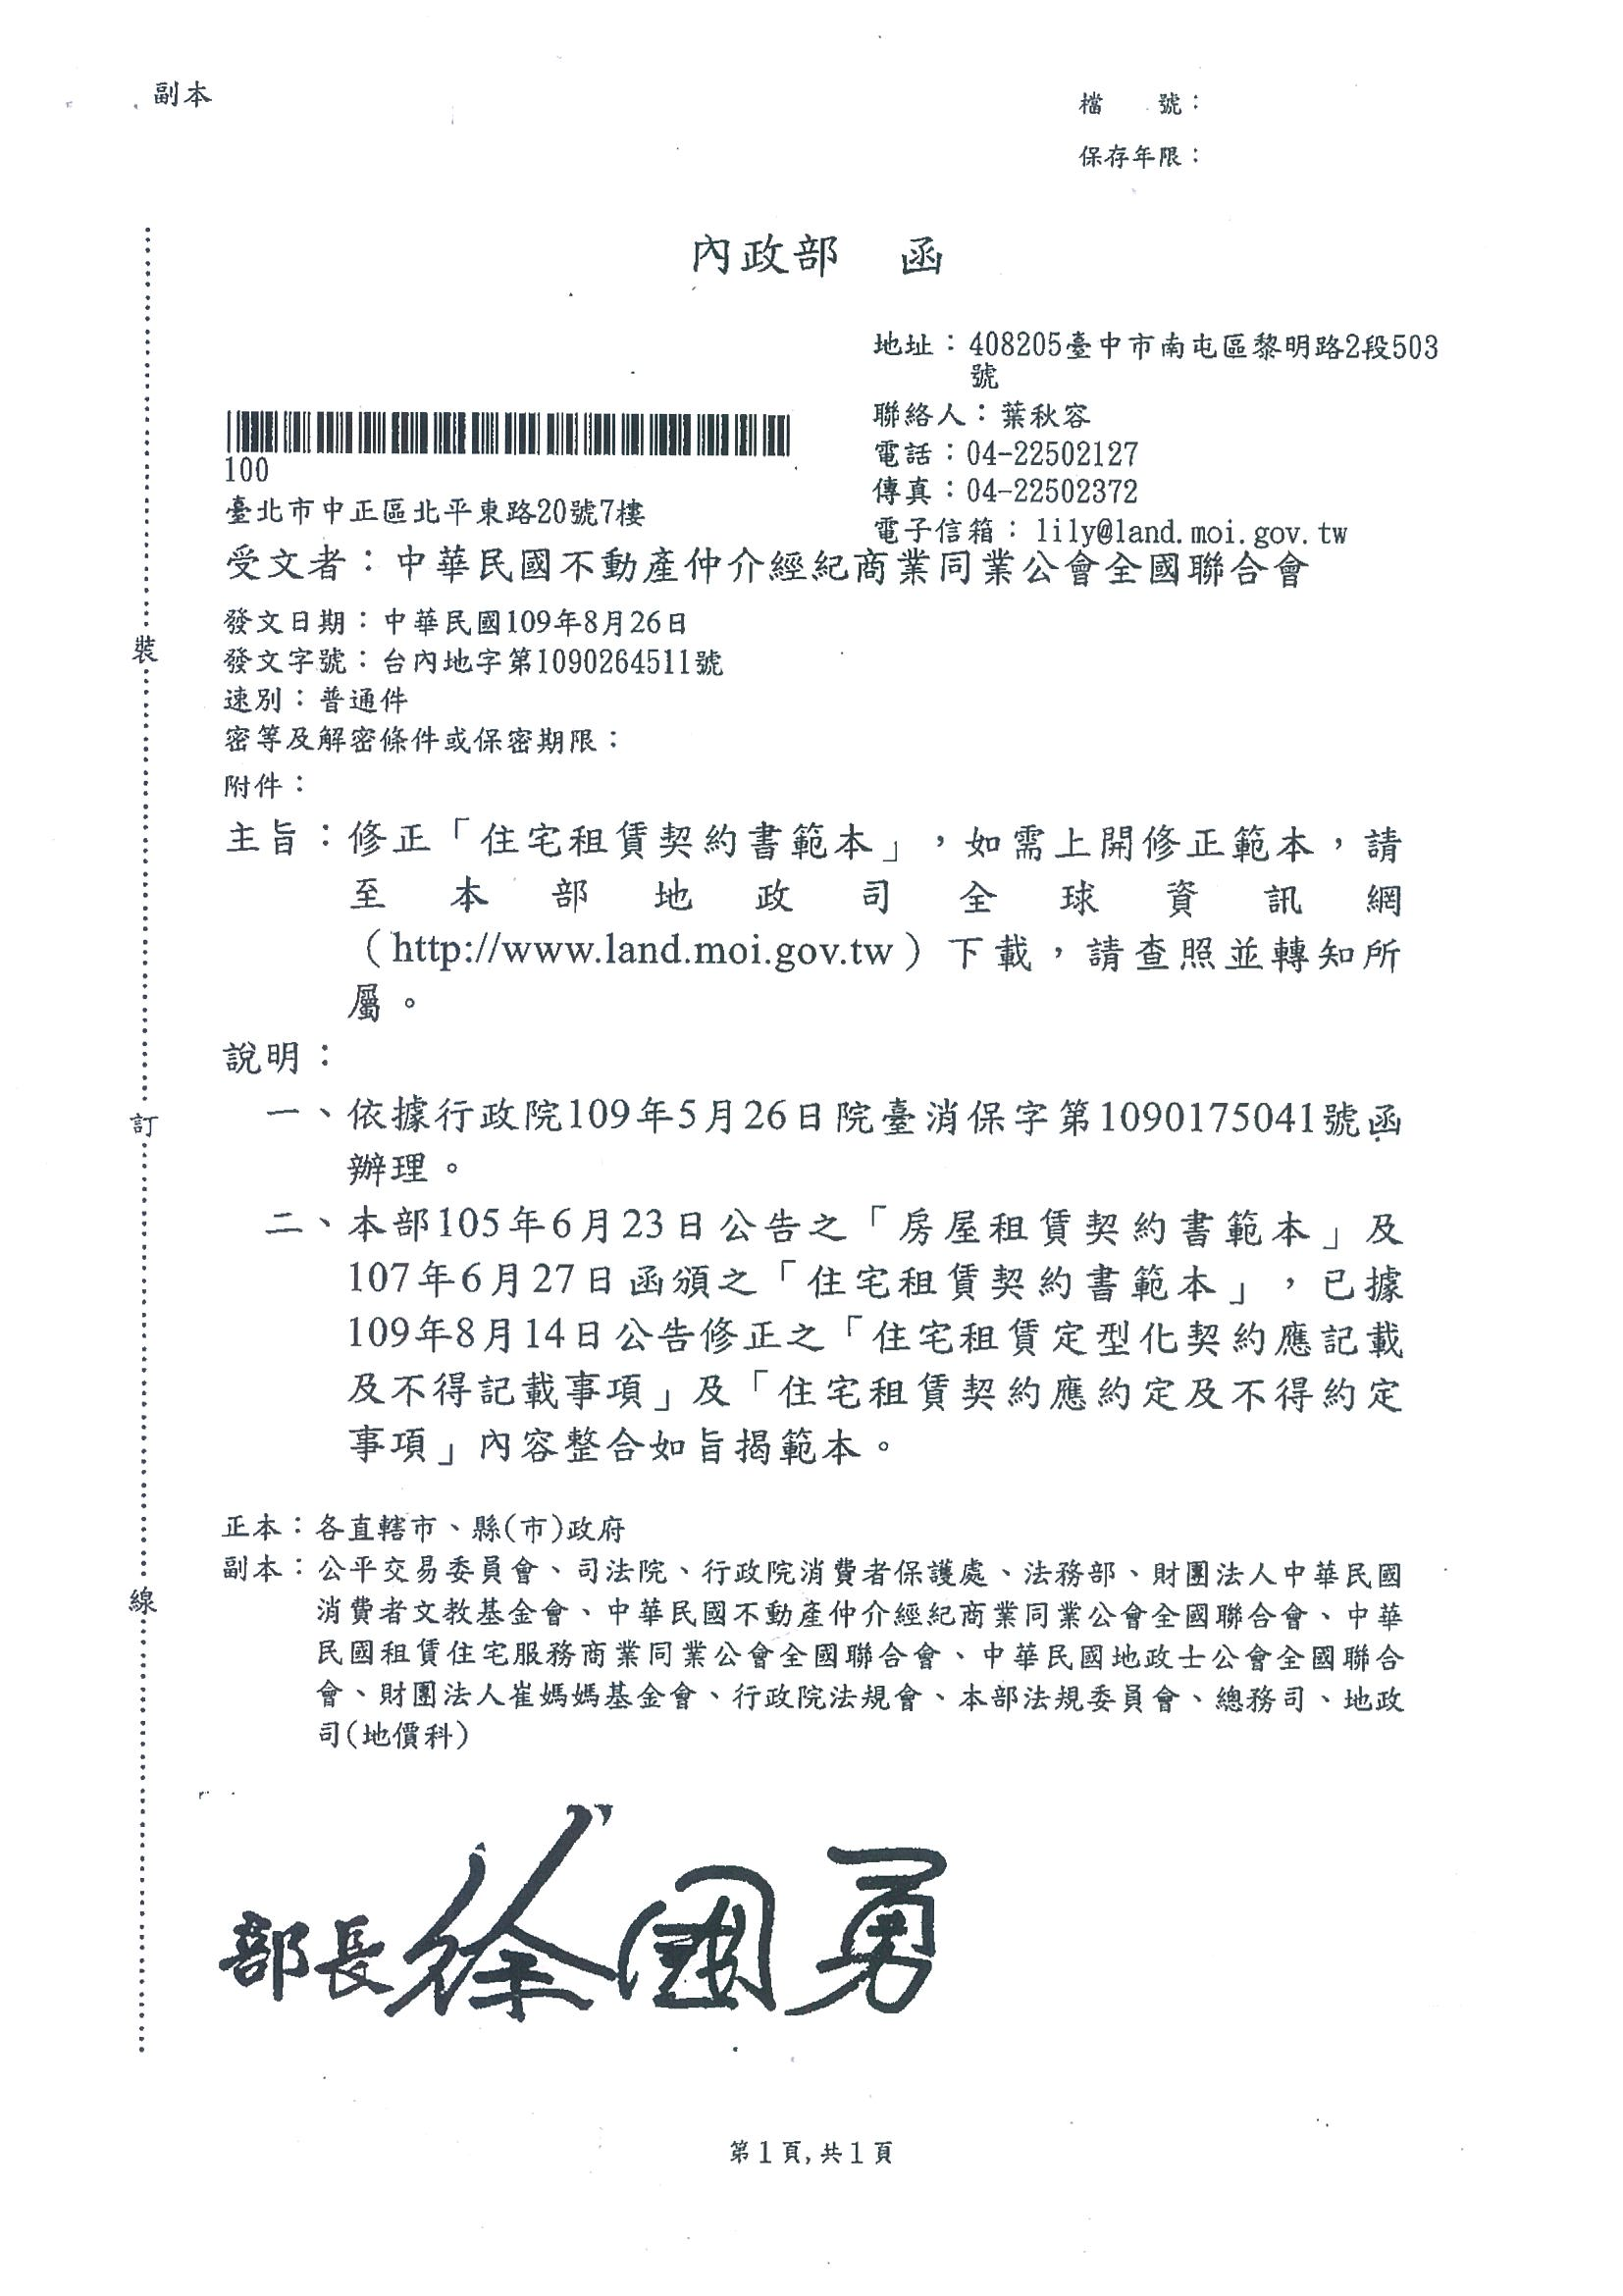 副本
檔　　號：
保存年限：
內政部　函
地址：408205臺中市南屯區黎明路2段503
號
聯絡人：葉秋容
電話：04-22502127
傳真：04-22502372
電子信箱：lily@land.moi.gov.tw
100
臺北市中正區北平東路20號7樓
受文者：中華民國不動產仲介經紀商業同業公會全國聯合會
發文日期：中華民國109年8月26日
發文字號：台內地字第1090264511號
速別：普通件
密等及解密條件或保密期限：
附件：
主旨：修正「住宅租賃契約書範本」，如需上開修正範本，請
至本部地政司全球資訊網
（http://www.land.moi.gov.tw）下載，請查照並轉知所
屬。
說明：
一、依據行政院109年5月26日院臺消保字第1090175041號函
辦理。
二、本部105年6月23日公告之「房屋租賃契約書範本」及
107年6月27日函頒之「住宅租賃契約書範本」，已據
109年8月14日公告修正之「住宅租賃定型化契約應記載
及不得記載事項」及「住宅租賃契約應約定及不得約定
事項」內容整合如旨揭範本。
正本：各直轄市、縣(市)政府
副本：公平交易委員會、司法院、行政院消費者保護處、法務部、財團法人中華民國
消費者文教基金會、中華民國不動產仲介經紀商業同業公會全國聯合會、中華
民國租賃住宅服務商業同業公會全國聯合會、中華民國地政士公會全國聯合
會、財團法人崔媽媽基金會、行政院法規會、本部法規委員會、總務司、地政
司(地價科)
部長徐國勇
裝
訂
線
第1頁,共1頁